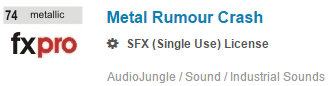 74 metallic
fxpro
Metal Rumour Crash
SFX (Single Use) License
AudioJungle / Sound / Industrial Sounds